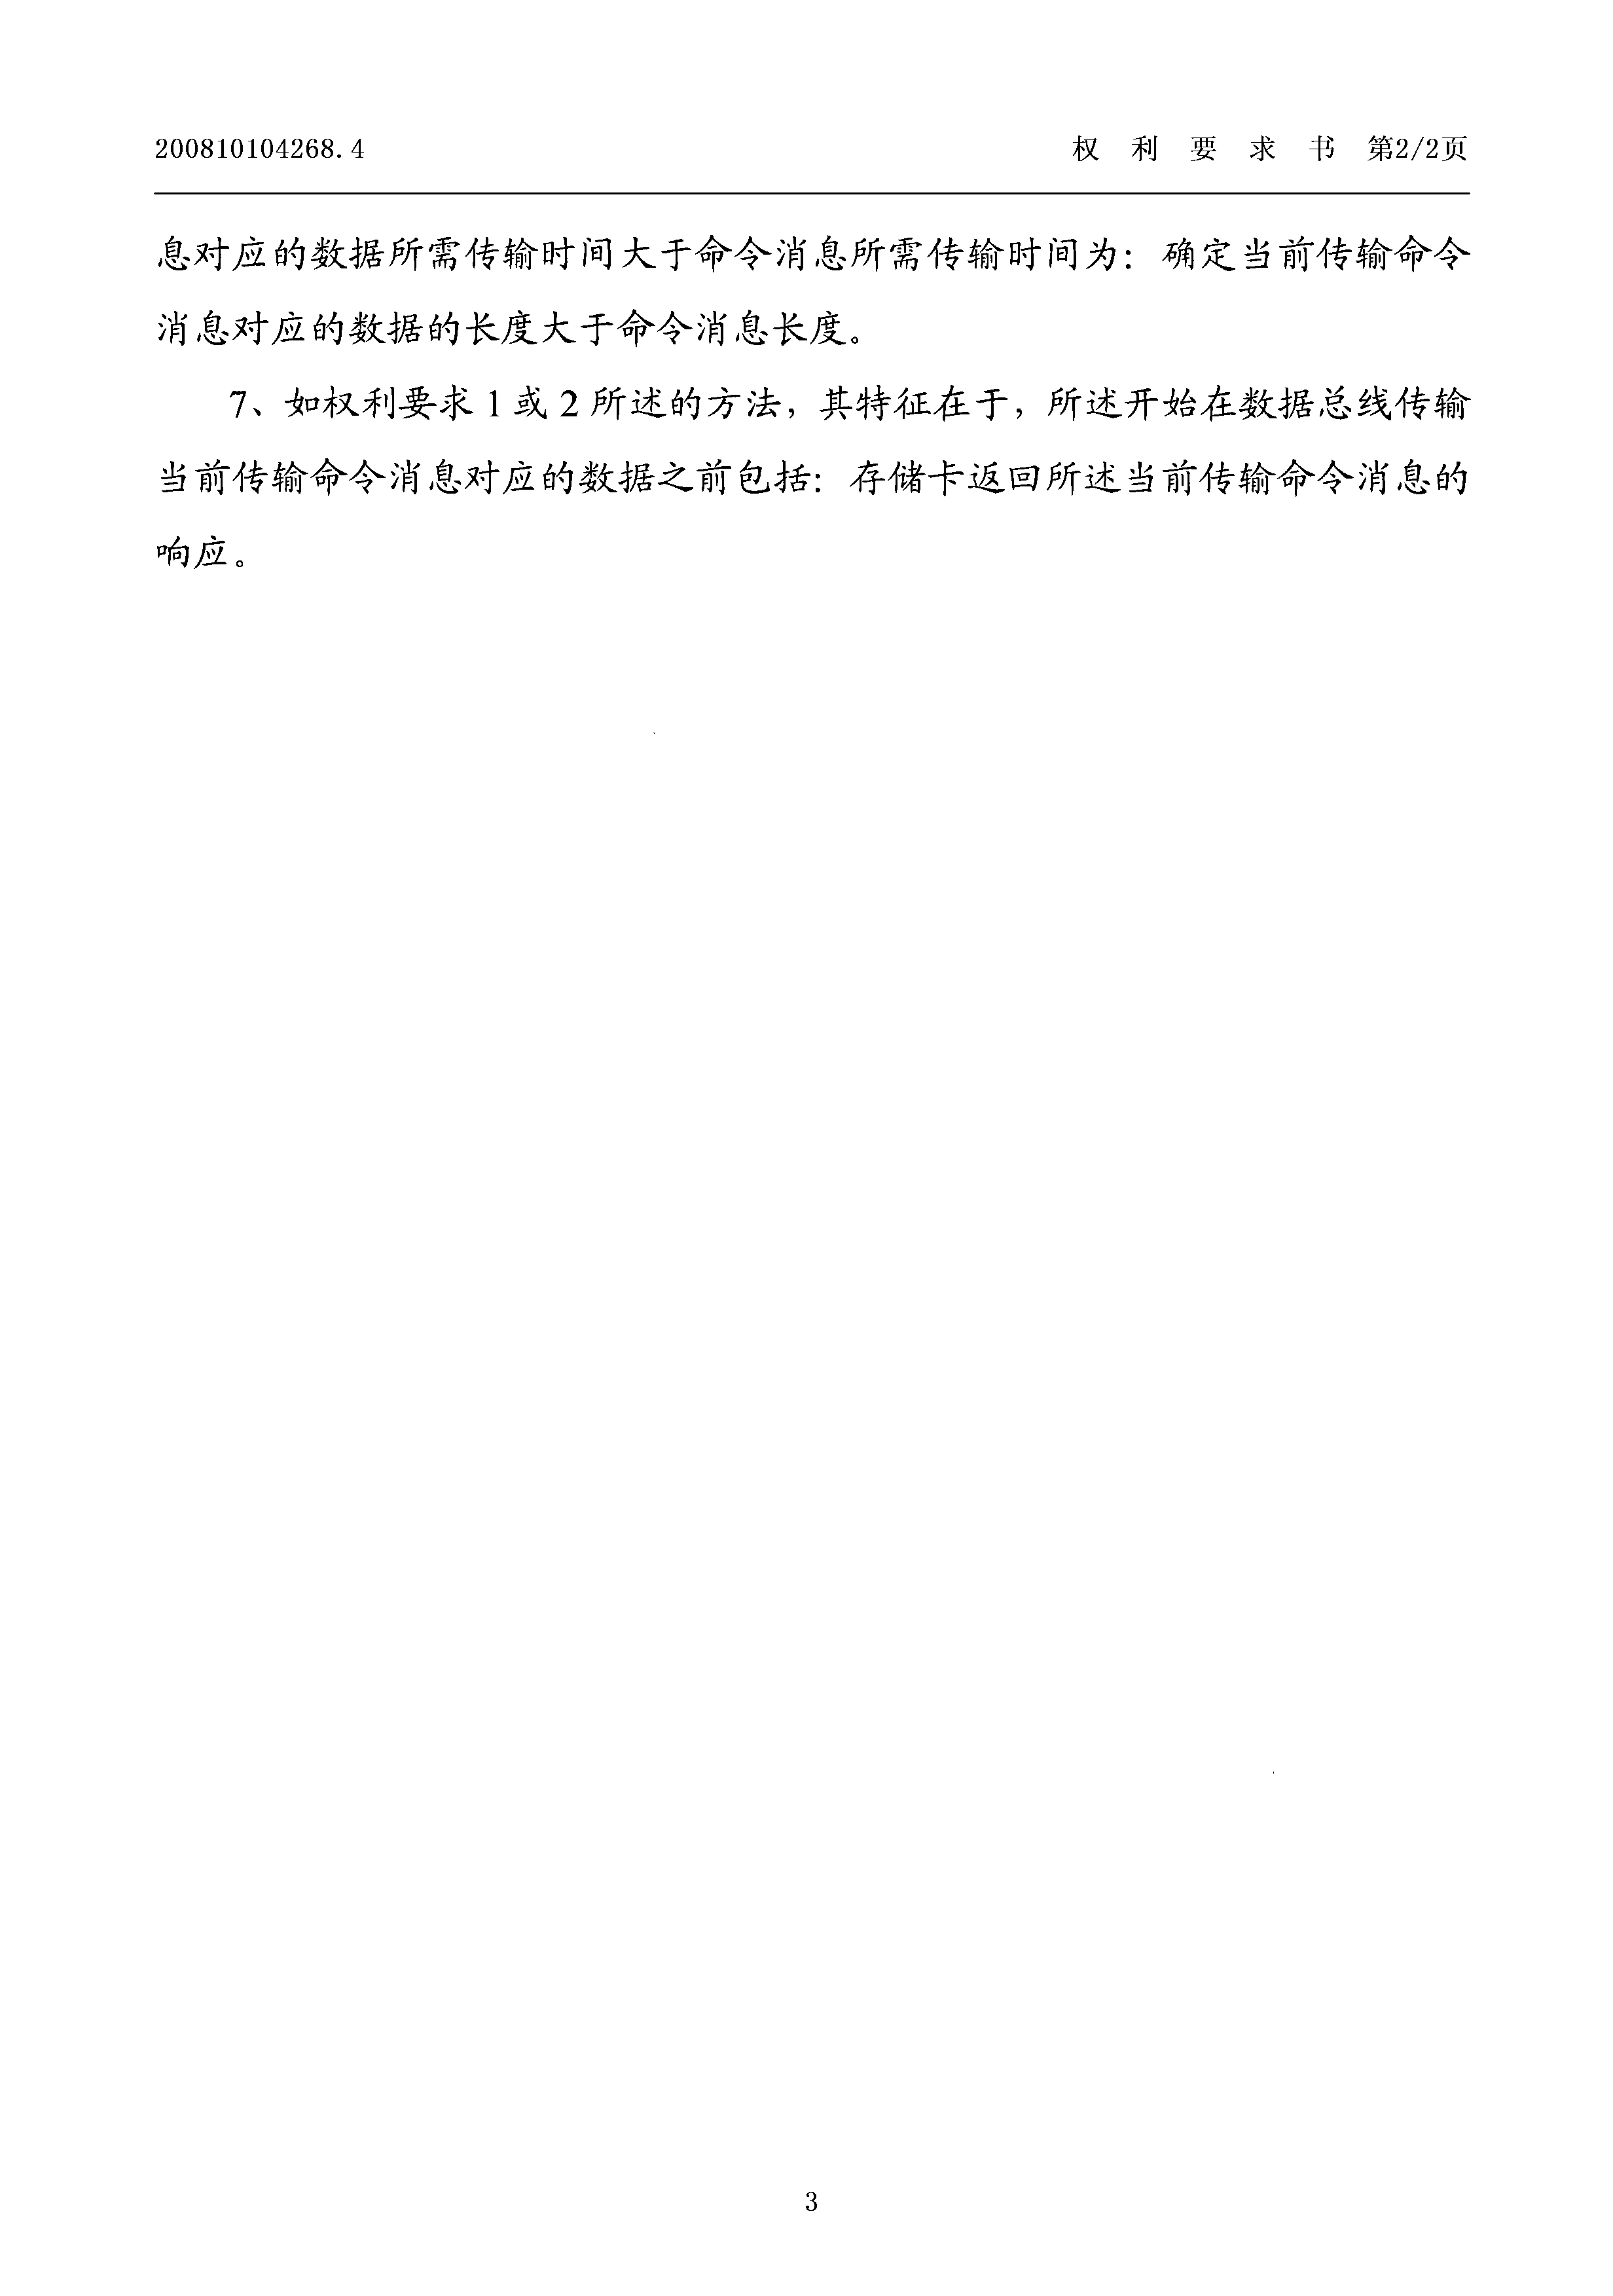 200810104268.4 权 利 要 求 书 第2/2页
息对应的数据所需传输时间大于命令消息所需传输时间为：确定当前传输命令
消息对应的数据的长度大于命令消息长度。
7、如权利要求 1 或 2 所述的方法，其特征在于，所述开始在数据总线传输
当前传输命令消息对应的数据之前包括：存储卡返回所述当前传输命令消息的
响应。
3